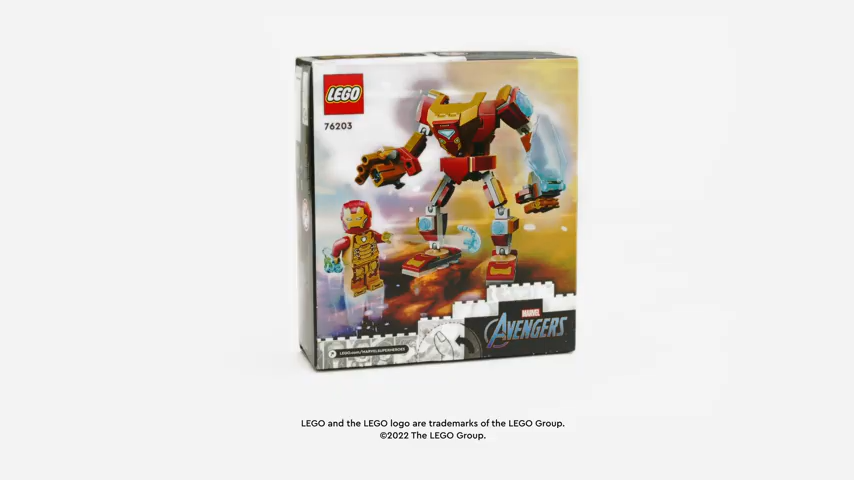 LEGO
76203
MARVEL
AVENGERS
LEGO.com/MARVELSUPERHEROES
LEGO and the LEGO logo are trademarks of the LEGO Group.
©2022 The LEGO Group.